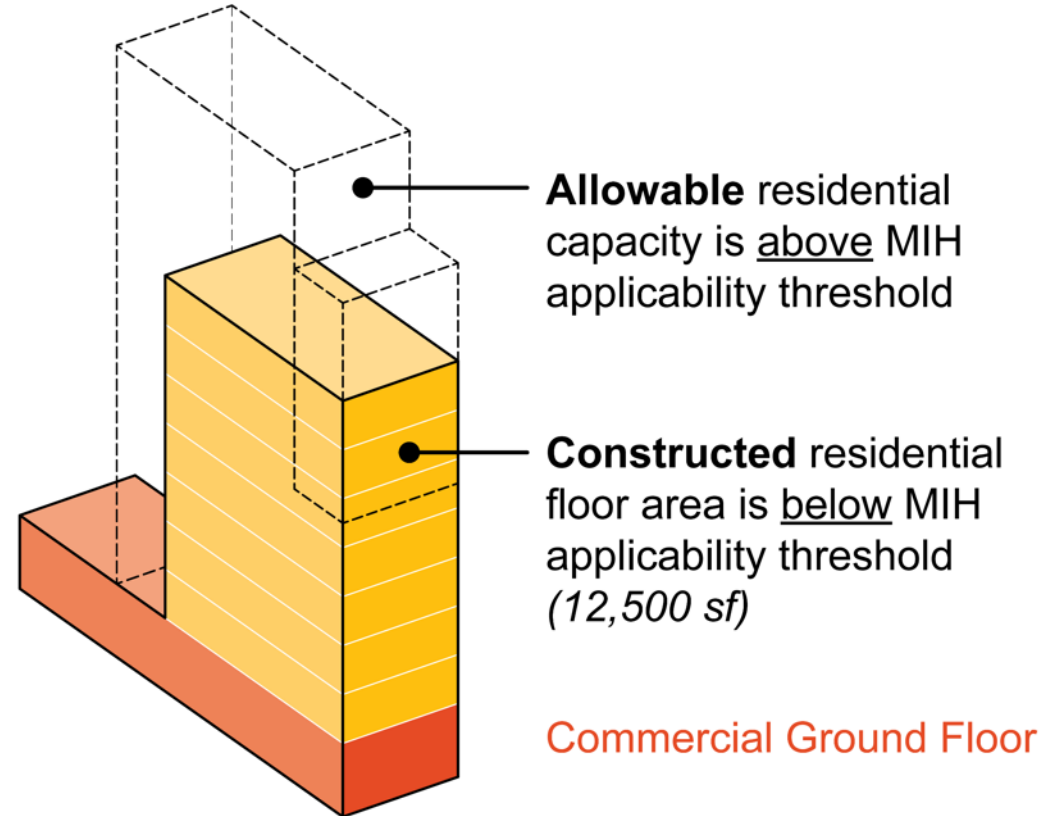 Allowable residential
capacity is above MIH
applicability threshold
Constructed residential
floor area is below MIH
applicability threshold
(12,500 sf)
Commercial Ground Floor